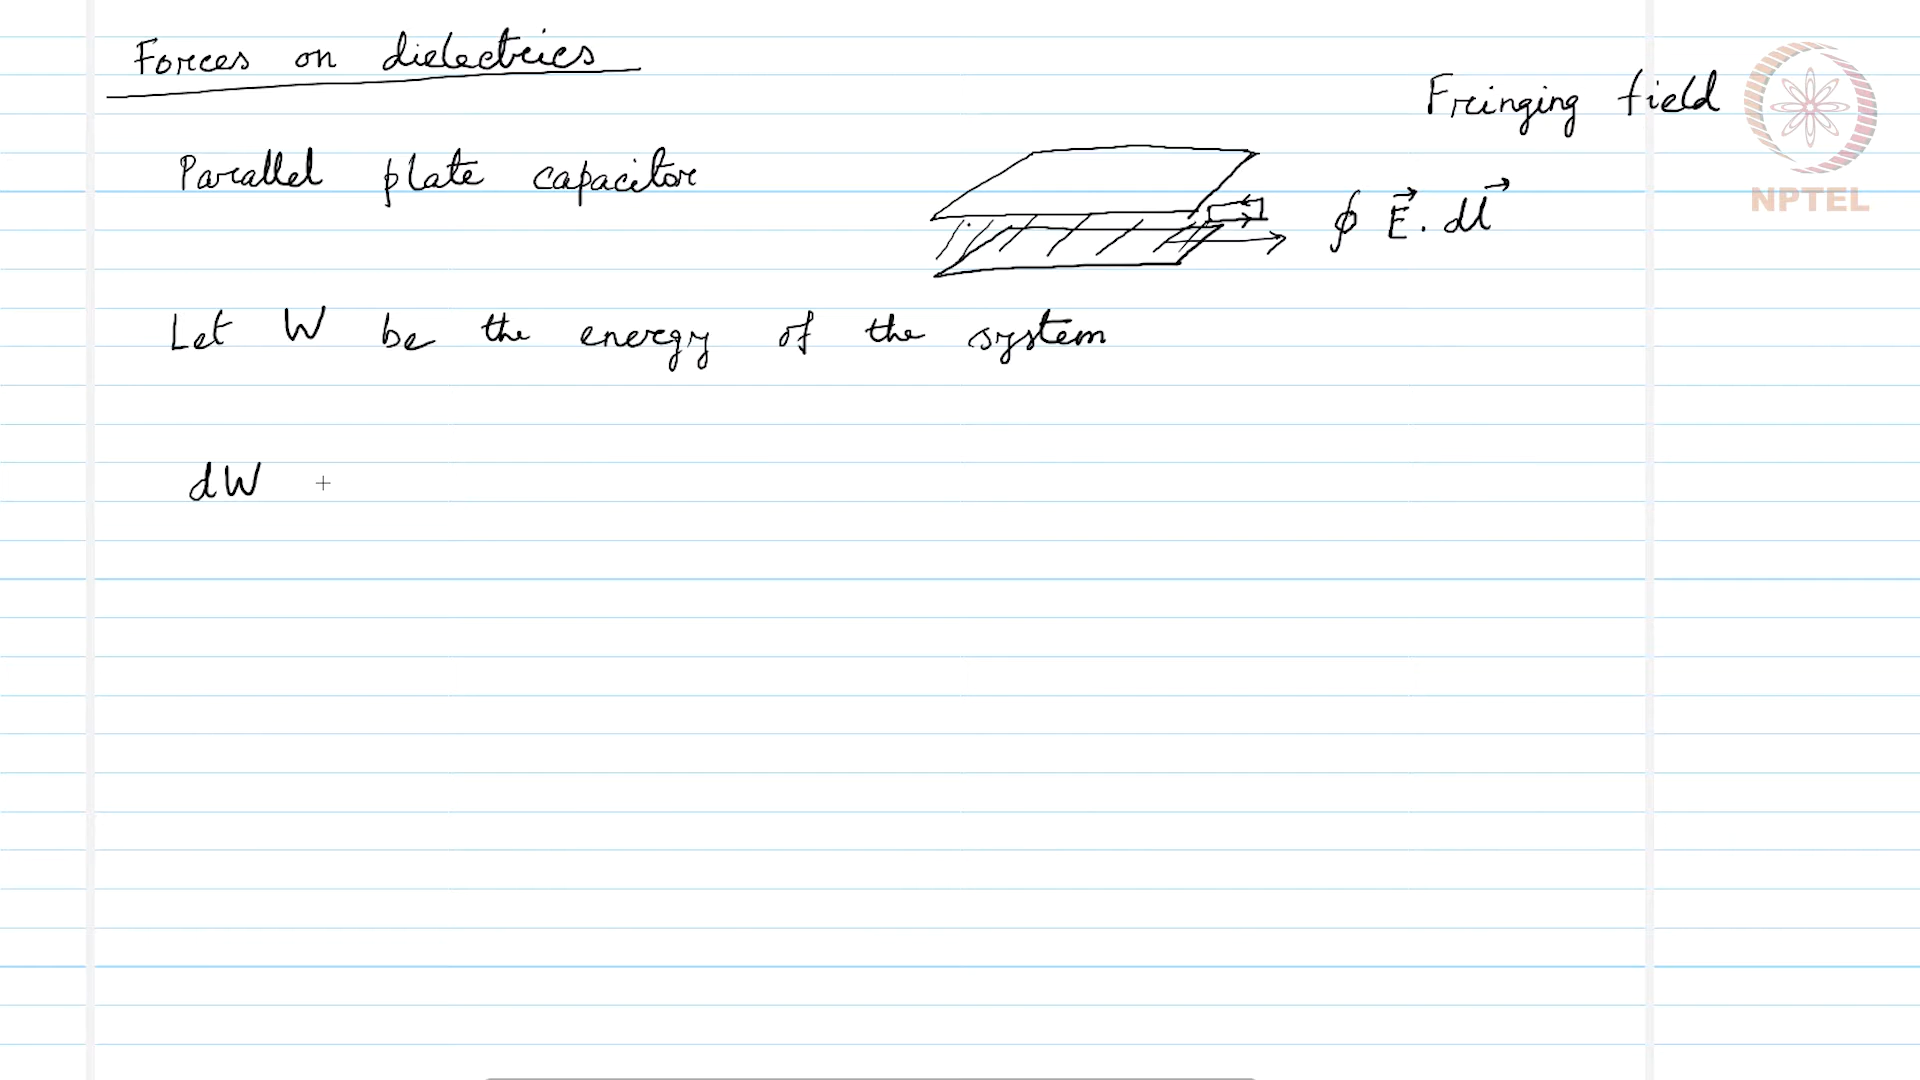 Forces on dielectrics
Fringing field
NPTEL
Parallel plate capacitor
∮ E⃗ . dl⃗
Let W be the energy of the system
dW